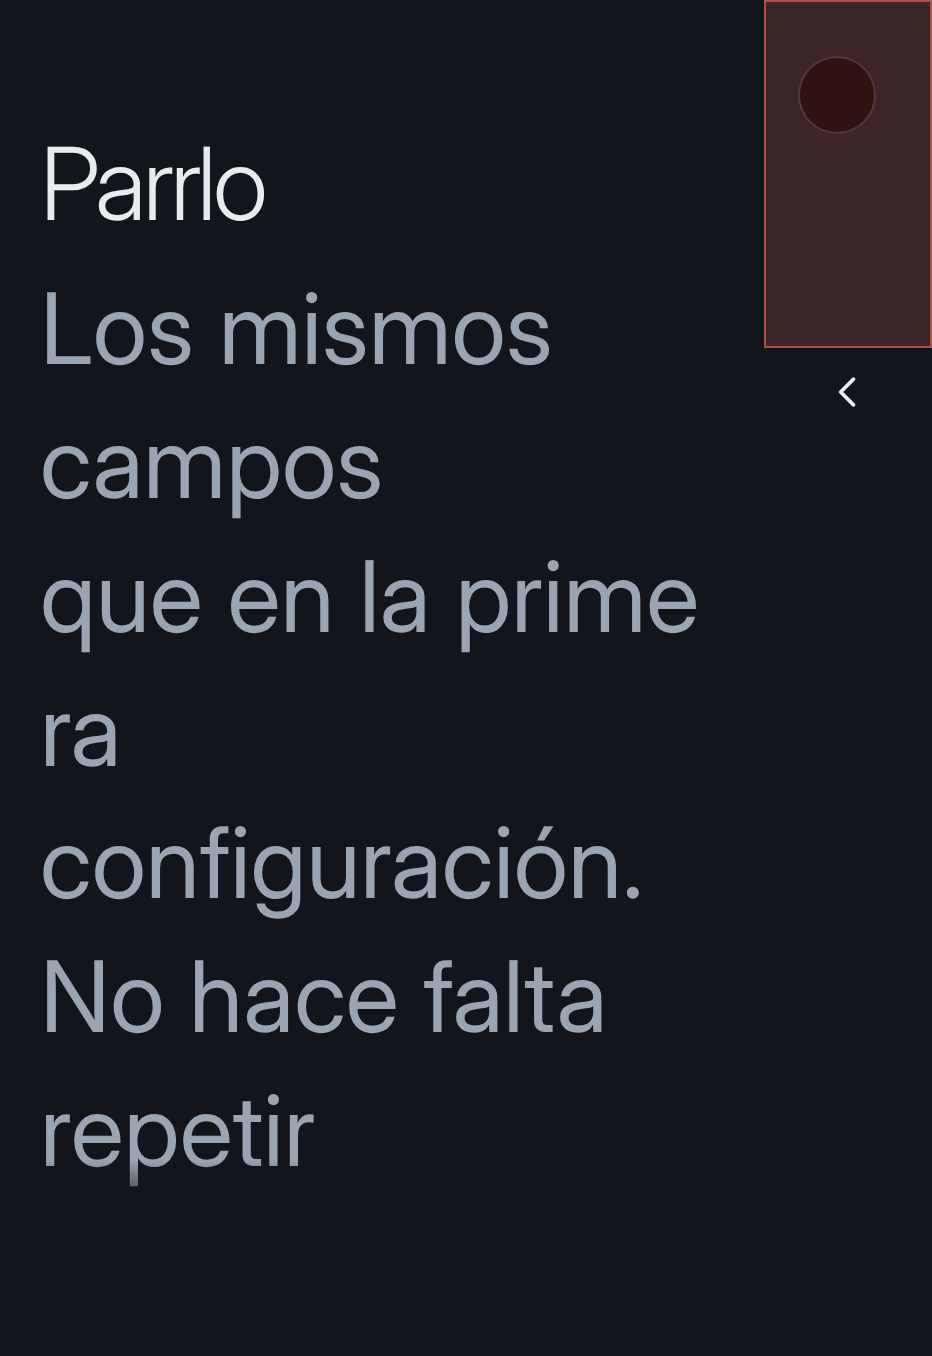 Parrlo
Los mismos
campos
que en la prime
ra
configuración.
No hace falta
repetir